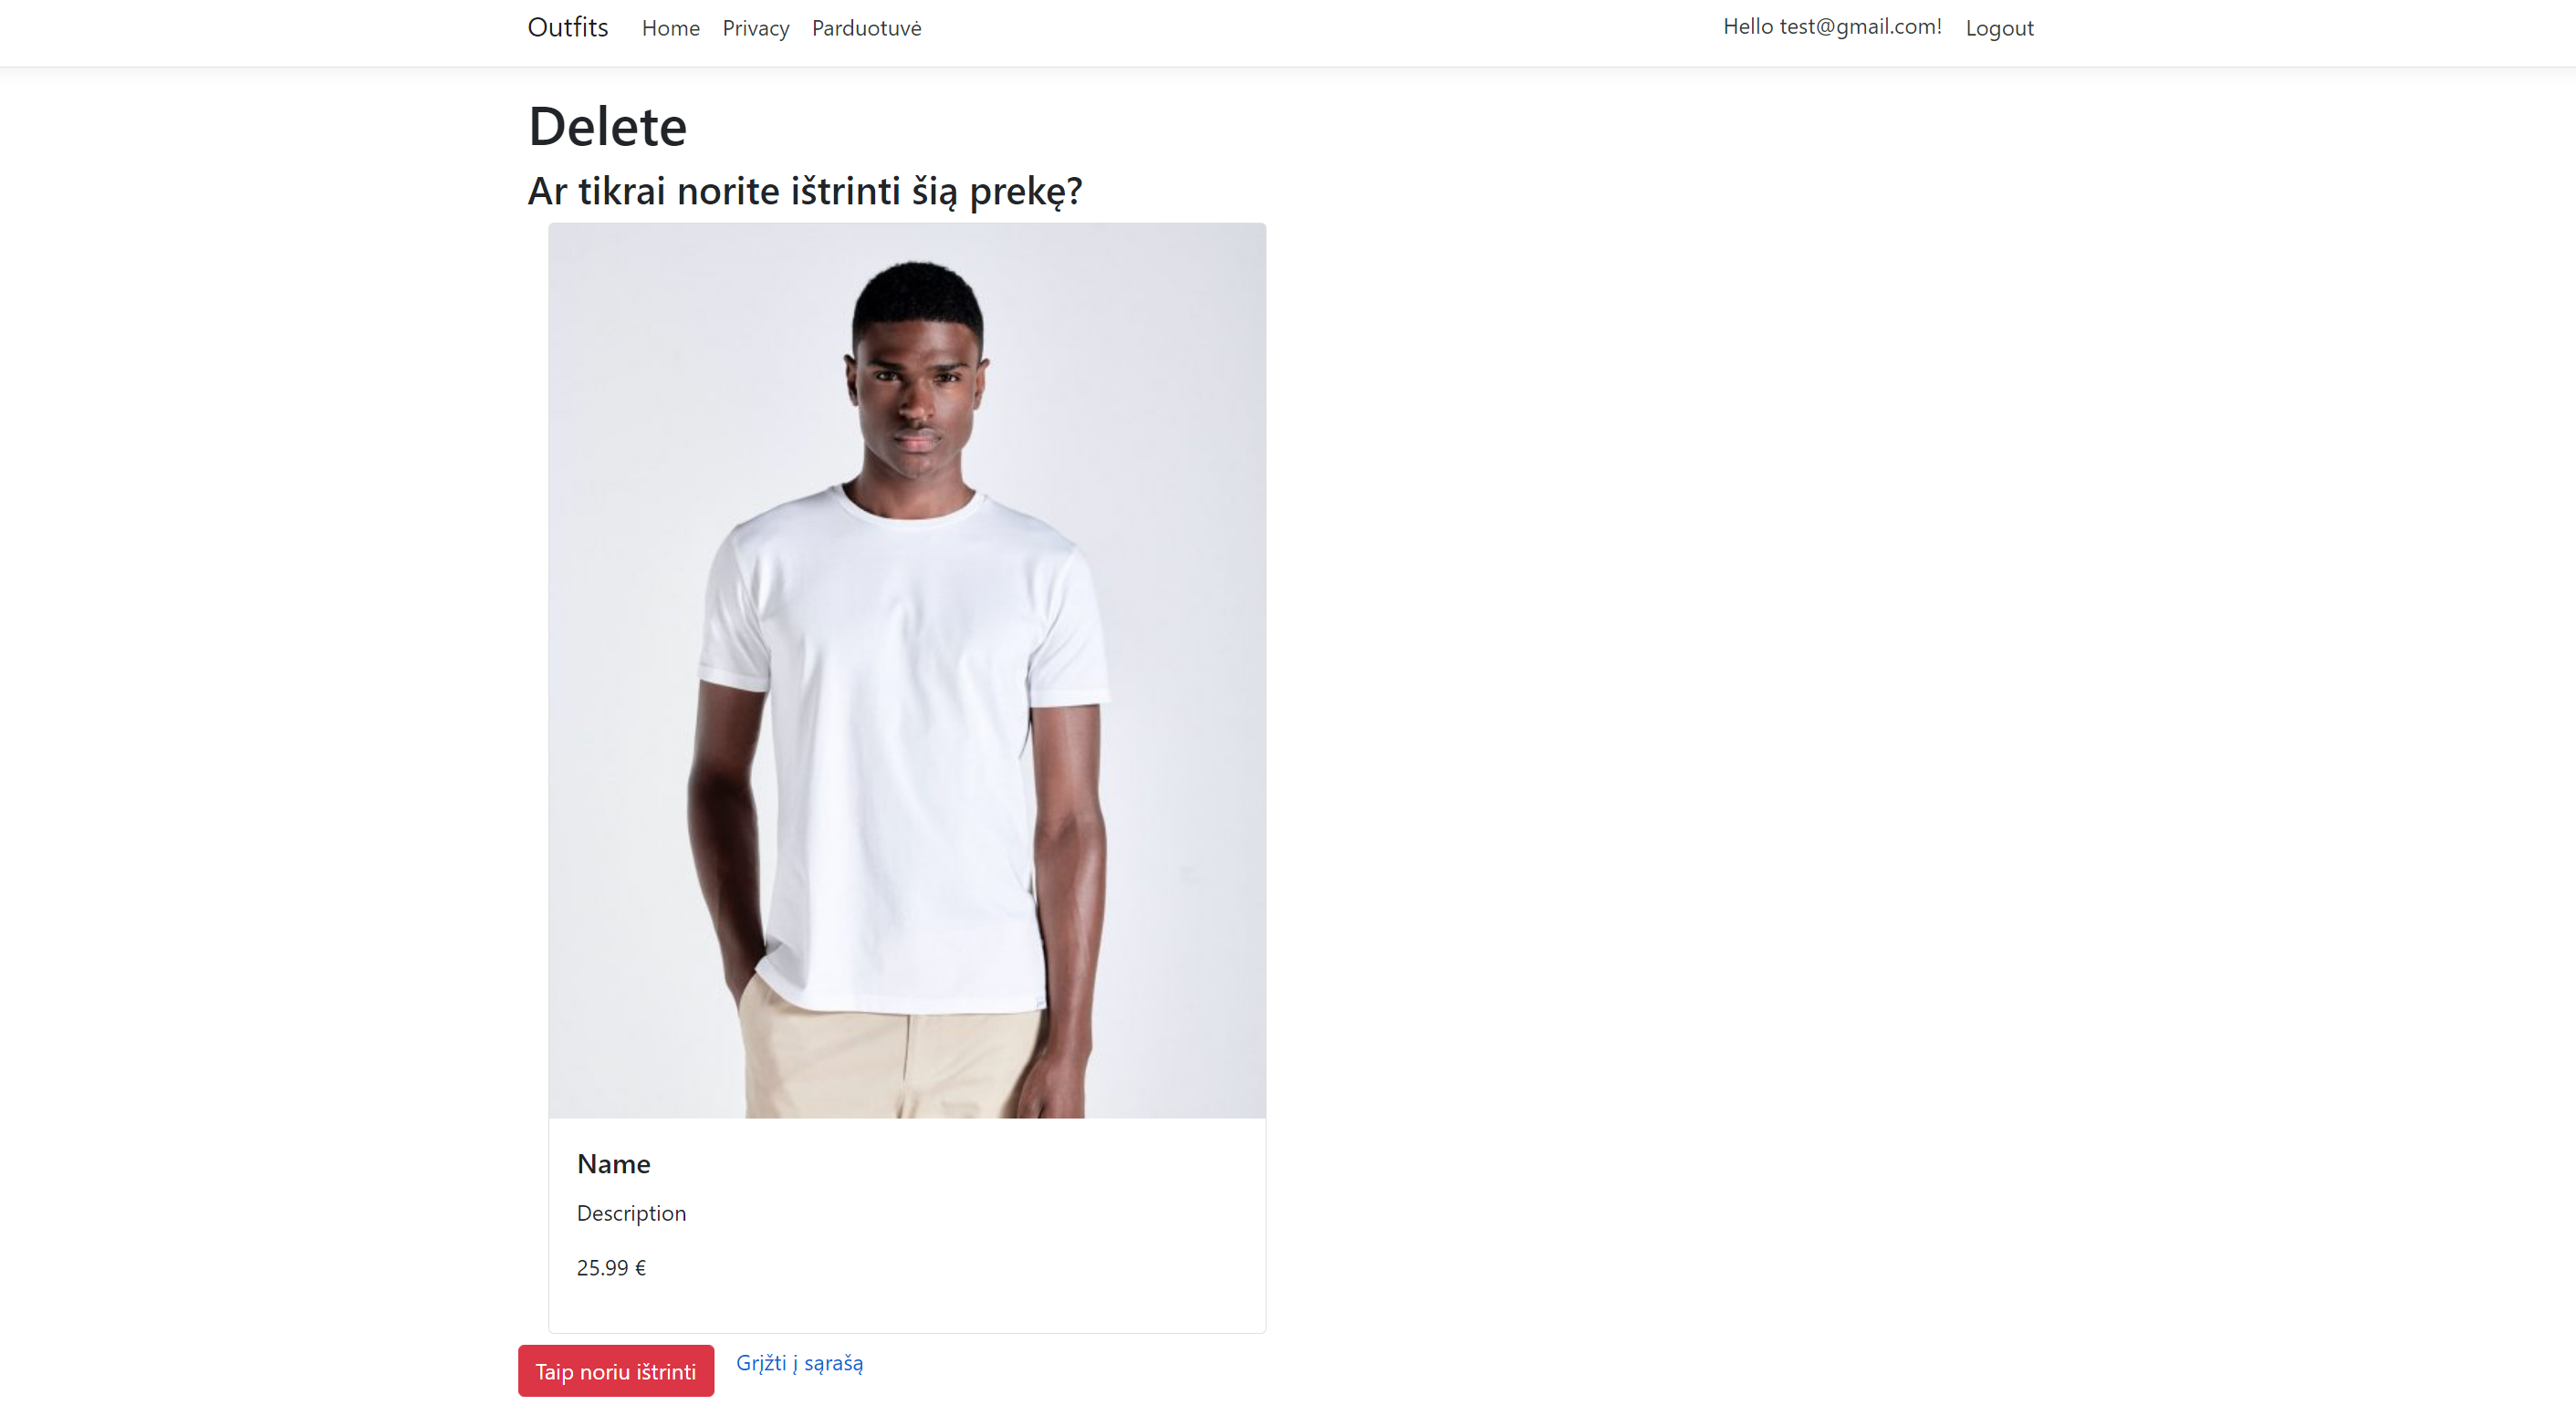 Outfits Home Privacy Parduotuvė Hello test@gmail.com! Logout
Delete
Ar tikrai norite ištrinti šią prekę?
Name
Description
25.99 €
Taip noriu ištrinti Grįžti į sąrašą